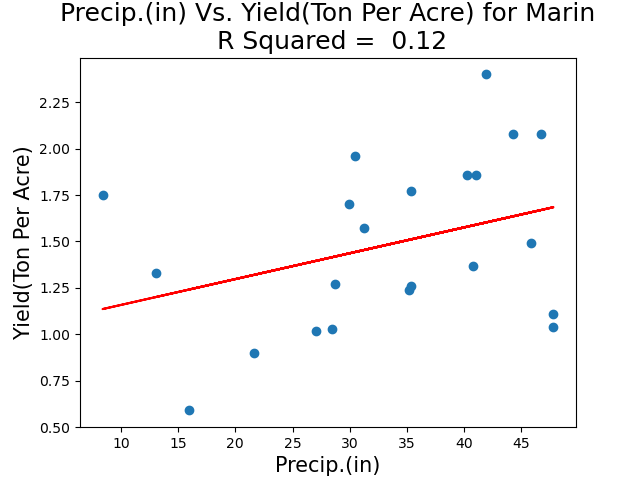 Precip.(in) Vs. Yield(Ton Per Acre) for Marin
R Squared =  0.12
Yield(Ton Per Acre)
2.25
2.00
1.75
1.50
1.25
1.00
0.75
0.50
10 15 20 25 30 35 40 45
Precip.(in)